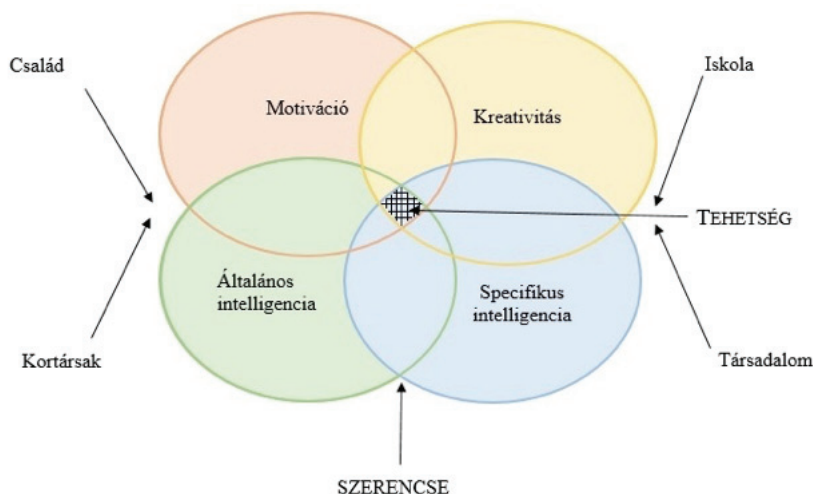 Család
Iskola
Motiváció
Kreativitás
TEHETSÉG
Általános
intelligencia
Specifikus
intelligencia
Kortársak
Társadalom
SZERENCSE